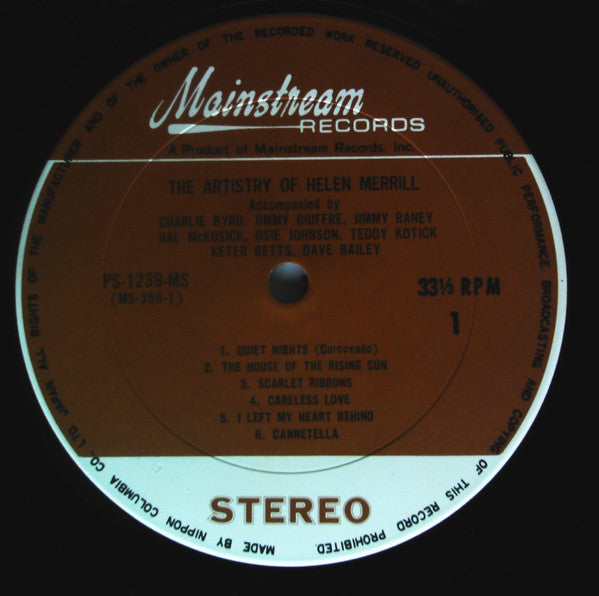 Mainstream
RECORDS
A Product of Mainstream Records, Inc.
THE ARTISTRY OF HELEN MERRILL
Accompanied by
CHARLIE BYRD, JIMMY GIUFFRE, JIMMY RANEY
HAL McKUSICK, OSIE JOHNSON, TEDDY KOTICK
KETER BETTS, DAVE BAILEY
PS-1239-MS
(MS-358-1)
33⅓ RPM
1
1. QUIET NIGHTS (Corcovado)
2. THE HOUSE OF THE RISING SUN
3. SCARLET RIBBONS
4. CARELESS LOVE
5. I LEFT MY HEART BEHIND
6. CANNETELLA
STEREO
MADE BY NIPPON COLUMBIA CO., LTD JAPAN ALL RIGHTS OF THE MANUFACTURER AND OF THE OWNER OF THE RECORDED WORK RESERVED UNAUTHORISED PUBLIC PERFORMANCE BROADCASTING AND COPYING OF THIS RECORD PROHIBITED.